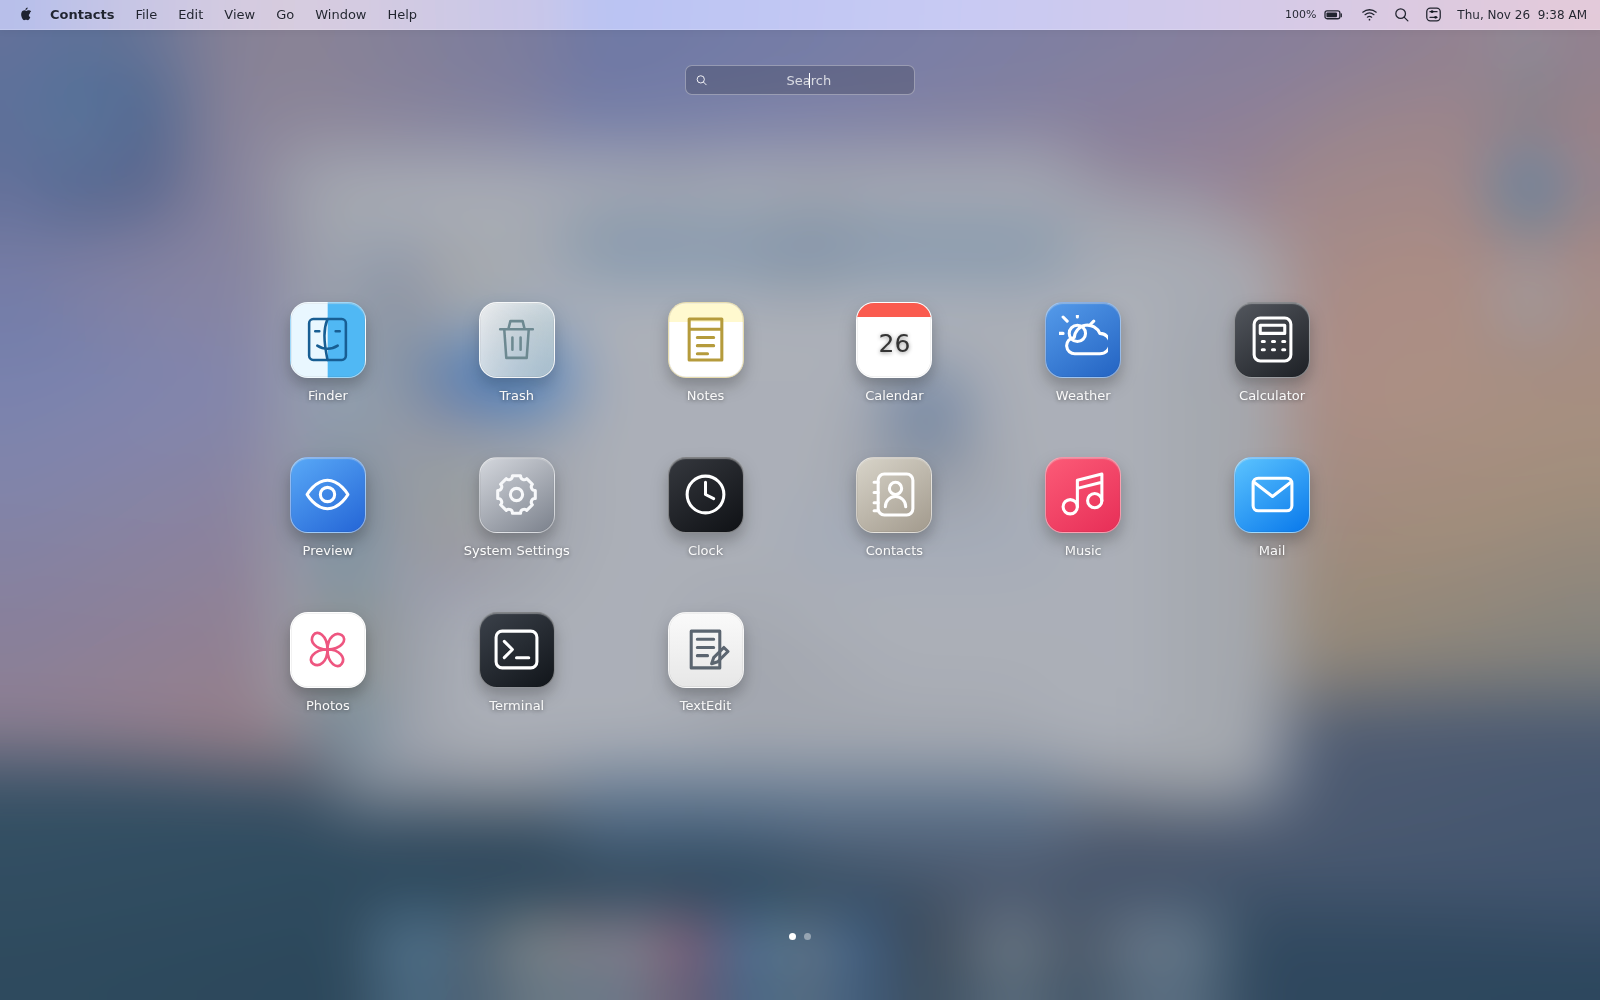 Contacts File Edit View Go Window Help 100% Thu, Nov 26 9:38 AM
Search
26
Finder Trash Notes Calendar Weather Calculator
Preview System Settings Clock Contacts Music Mail
Photos Terminal TextEdit